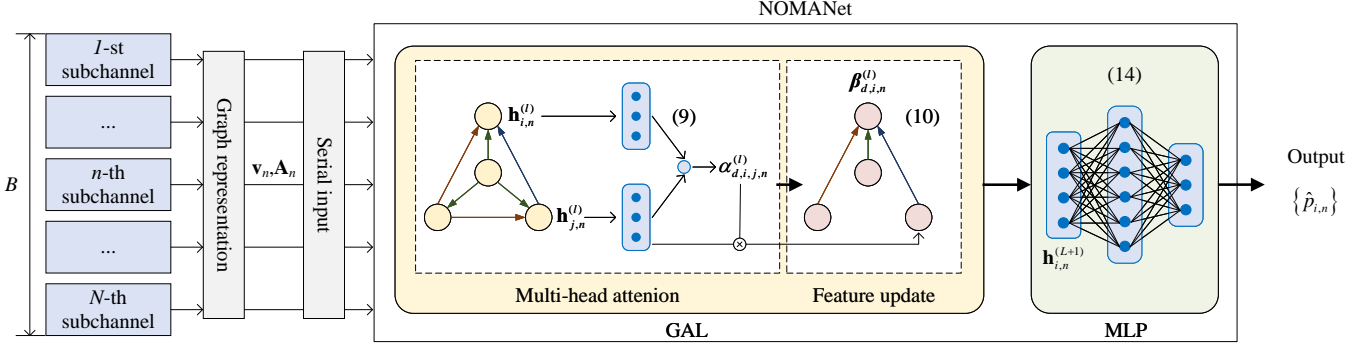 NOMANet
B
1-st
subchannel
...
n-th
subchannel
...
N-th
subchannel
Graph representation
v_n,A_n
Serial input
h_{i,n}^{(l)}
h_{j,n}^{(l)}
(9)
α_{d,i,j,n}^{(l)}
Multi-head attenion
β_{d,i,n}^{(l)}
(10)
Feature update
GAL
(14)
h_{i,n}^{(L+1)}
MLP
Output
{p̂_{i,n}}